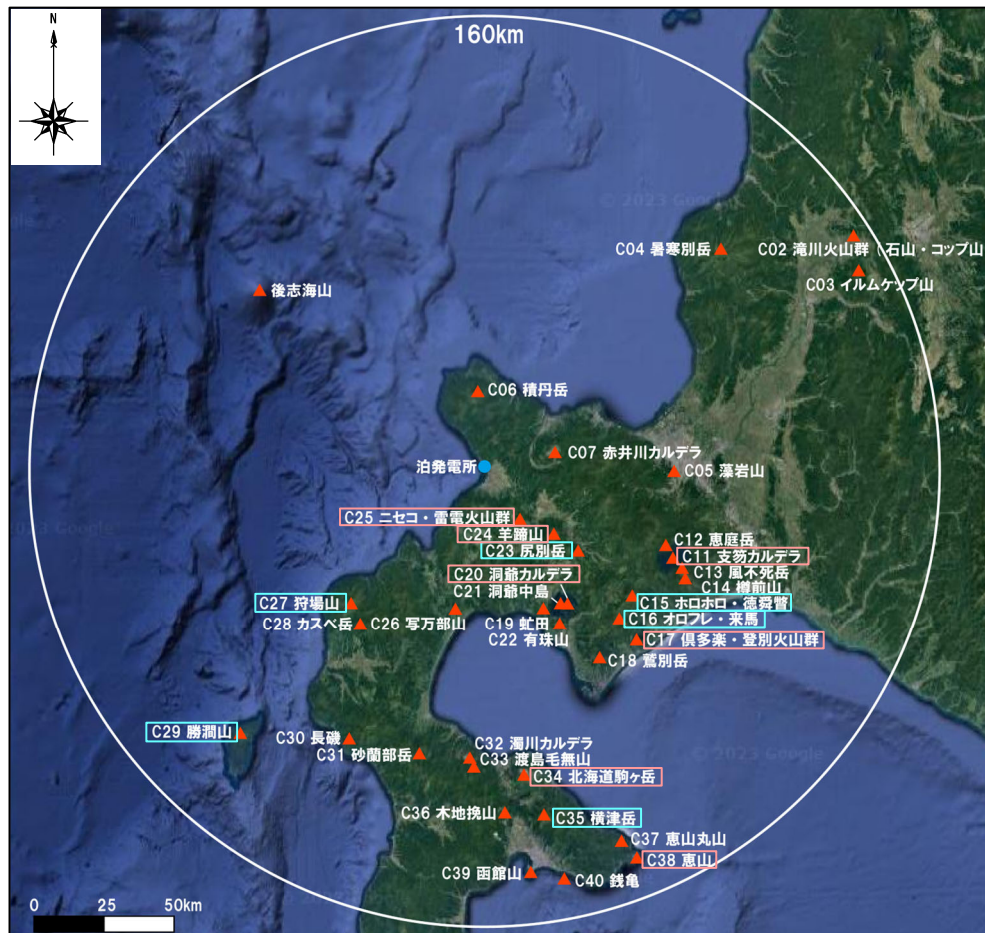 N
160km
© 2023 Google
C04 暑寒別岳
C02 滝川火山群（石山・コップ山
C03 イルムケップ山
後志海山
C06 積丹岳
C07 赤井川カルデラ
泊発電所
C05 藻岩山
C25 ニセコ・雷電火山群
C24 羊蹄山
C23 尻別岳
C12 恵庭岳
C11 支笏カルデラ
C13 風不死岳
C14 樽前山
C20 洞爺カルデラ
C21 洞爺中島
C15 ホロホロ・徳舜瞥
C27 狩場山
C28 カスベ岳
C26 写万部山
C19 虻田
C22 有珠山
C16 オロフレ・来馬
C17 倶多楽・登別火山群
C18 鷲別岳
C29 勝澗山
C30 長磯
C31 砂蘭部岳
C32 濁川カルデラ
C33 渡島毛無山
C34 北海道駒ヶ岳
C36 木地挽山
C35 横津岳
C37 恵山丸山
C38 恵山
C39 函館山
C40 銭亀
0 25 50km